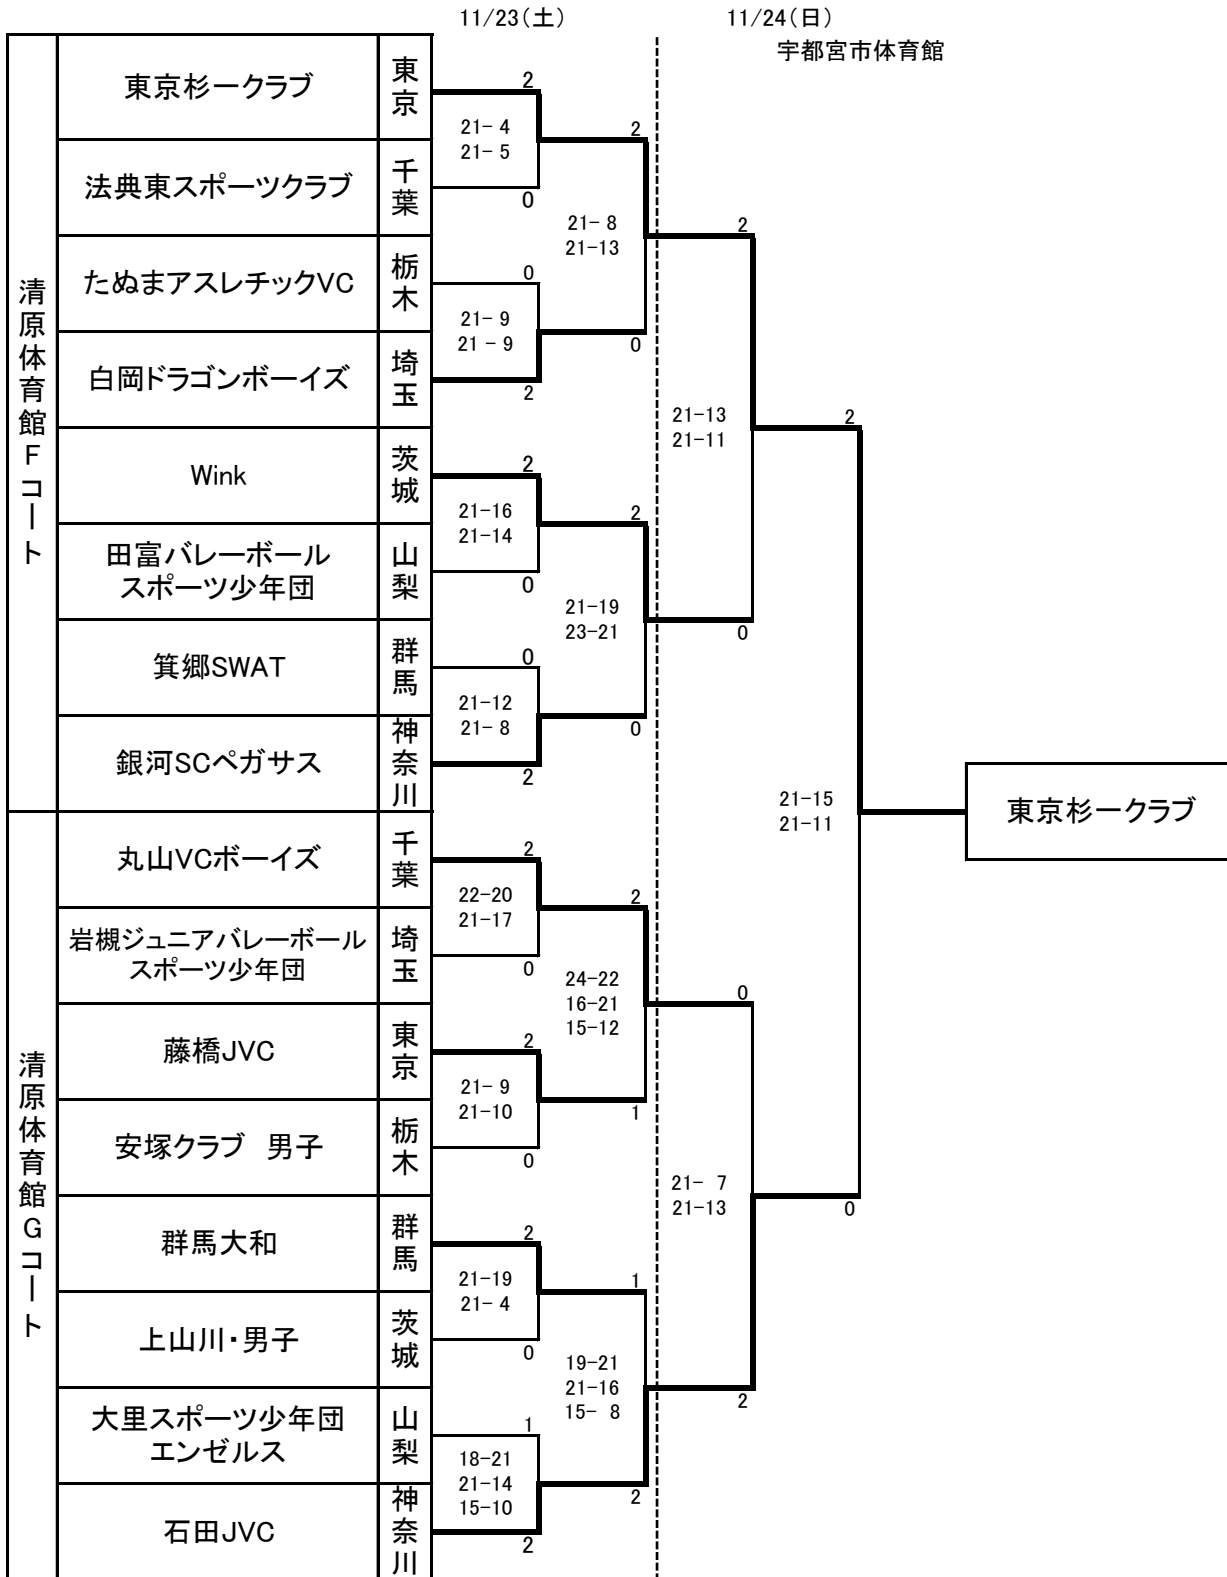 11/23(土)
11/24(日)
宇都宮市体育館
清原体育館Fコート
東京杉一クラブ
東京
法典東スポーツクラブ
千葉
たぬまアスレチックVC
栃木
白岡ドラゴンボーイズ
埼玉
Wink
茨城
田富バレーボール
スポーツ少年団
山梨
箕郷SWAT
群馬
銀河SCペガサス
神奈川
清原体育館Gコート
丸山VCボーイズ
千葉
岩槻ジュニアバレーボール
スポーツ少年団
埼玉
藤橋JVC
東京
安塚クラブ 男子
栃木
群馬大和
群馬
上山川・男子
茨城
大里スポーツ少年団
エンゼルス
山梨
石田JVC
神奈川
2
21- 4
21- 5
0
0
21- 9
21 - 9
2
2
21-16
21-14
0
0
21-12
21- 8
2
2
22-20
21-17
0
2
21- 9
21-10
0
2
21-19
21- 4
0
1
18-21
21-14
15-10
2
2
21- 8
21-13
0
2
21-19
23-21
0
2
24-22
16-21
15-12
1
1
19-21
21-16
15- 8
2
2
21-13
21-11
0
0
21- 7
21-13
2
2
21-15
21-11
0
東京杉一クラブ